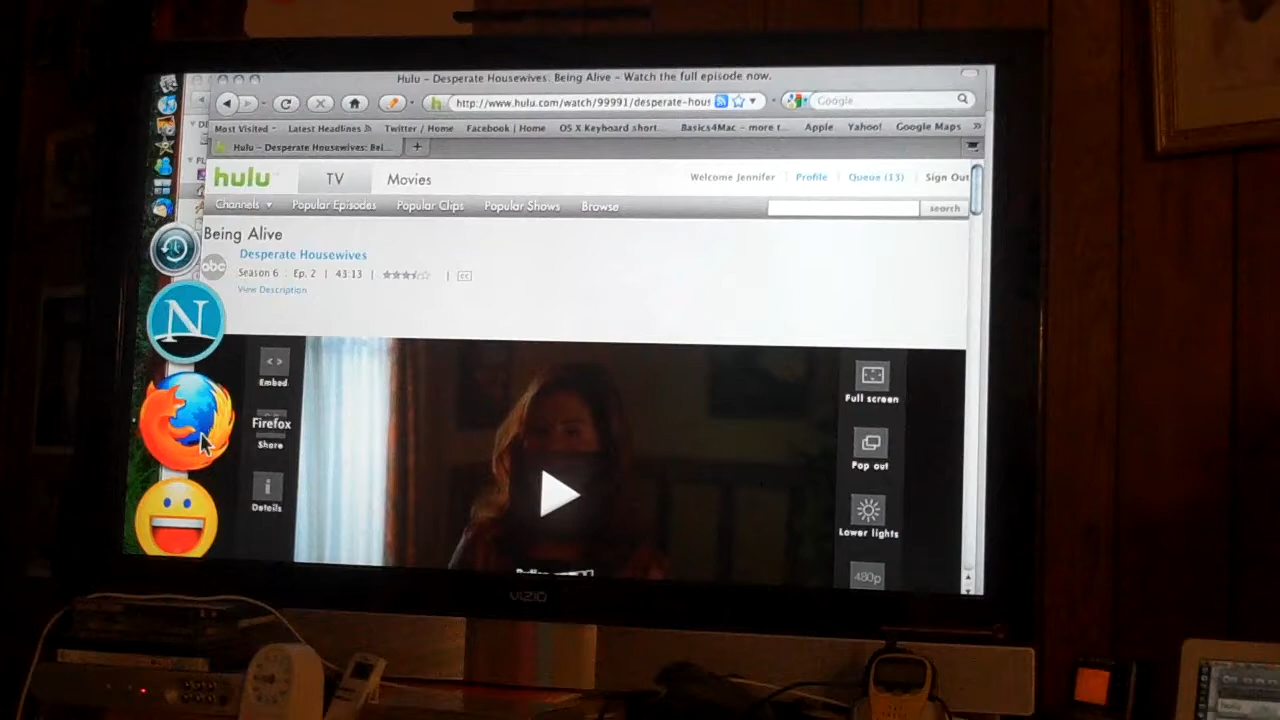 Hulu - Desperate Housewives: Being Alive - Watch the full episode now.
http://www.hulu.com/watch/99991/desperate-hous
Google
Most Visited Latest Headlines Twitter / Home Facebook | Home OS X Keyboard short... Basics4Mac - more t... Apple Yahoo! Google Maps »
Hulu - Desperate Housewives: Bei... +
hulu TV Movies Welcome Jennifer Profile Queue (13) Sign Out
Channels Popular Episodes Popular Clips Popular Shows Browse search
Being Alive
abc
Desperate Housewives
Season 6 : Ep. 2 | 43:13 | | cc
View Description
N
Embed
Full screen
Firefox
Share
Pop out
Details
Lower lights
480p
VIZIO
hulu